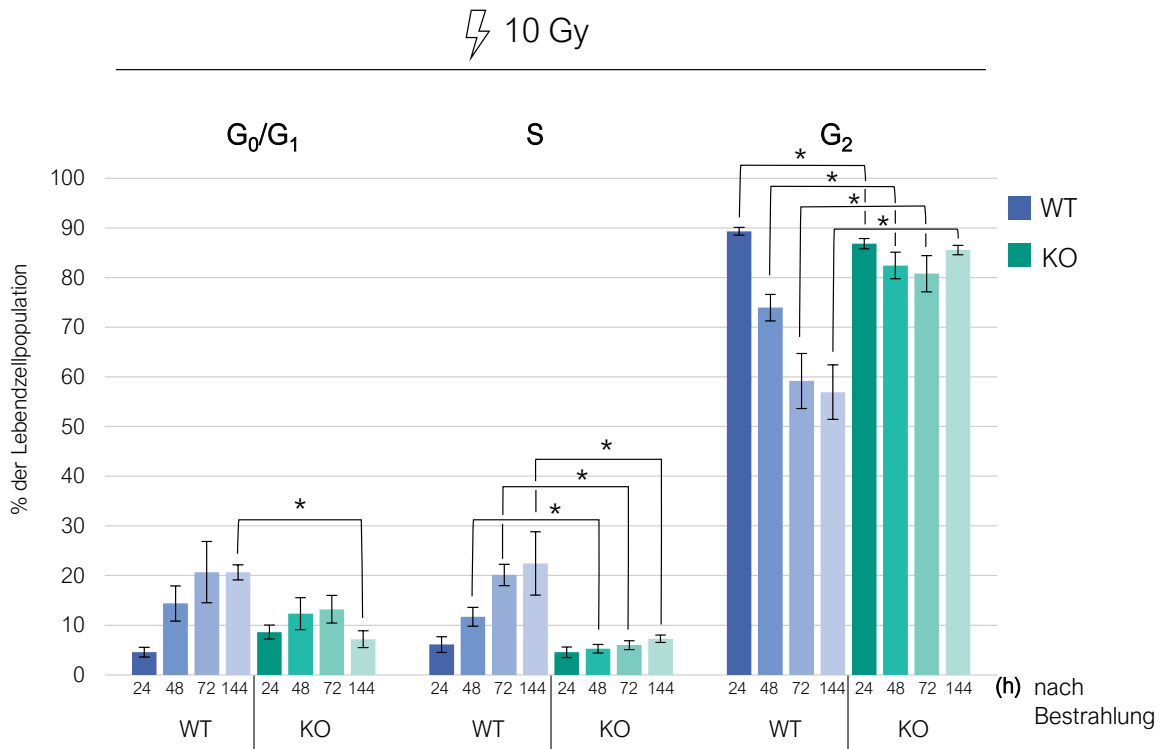 10 Gy
G₀/G₁ S G₂
* * * * * * * *
100
90
80
70
60
50
40
30
20
10
0
% der Lebendzellpopulation
WT
KO
24 48 72 144 24 48 72 144 24 48 72 144 24 48 72 144 24 48 72 144 24 48 72 144 (h) nach
Bestrahlung
WT KO WT KO WT KO